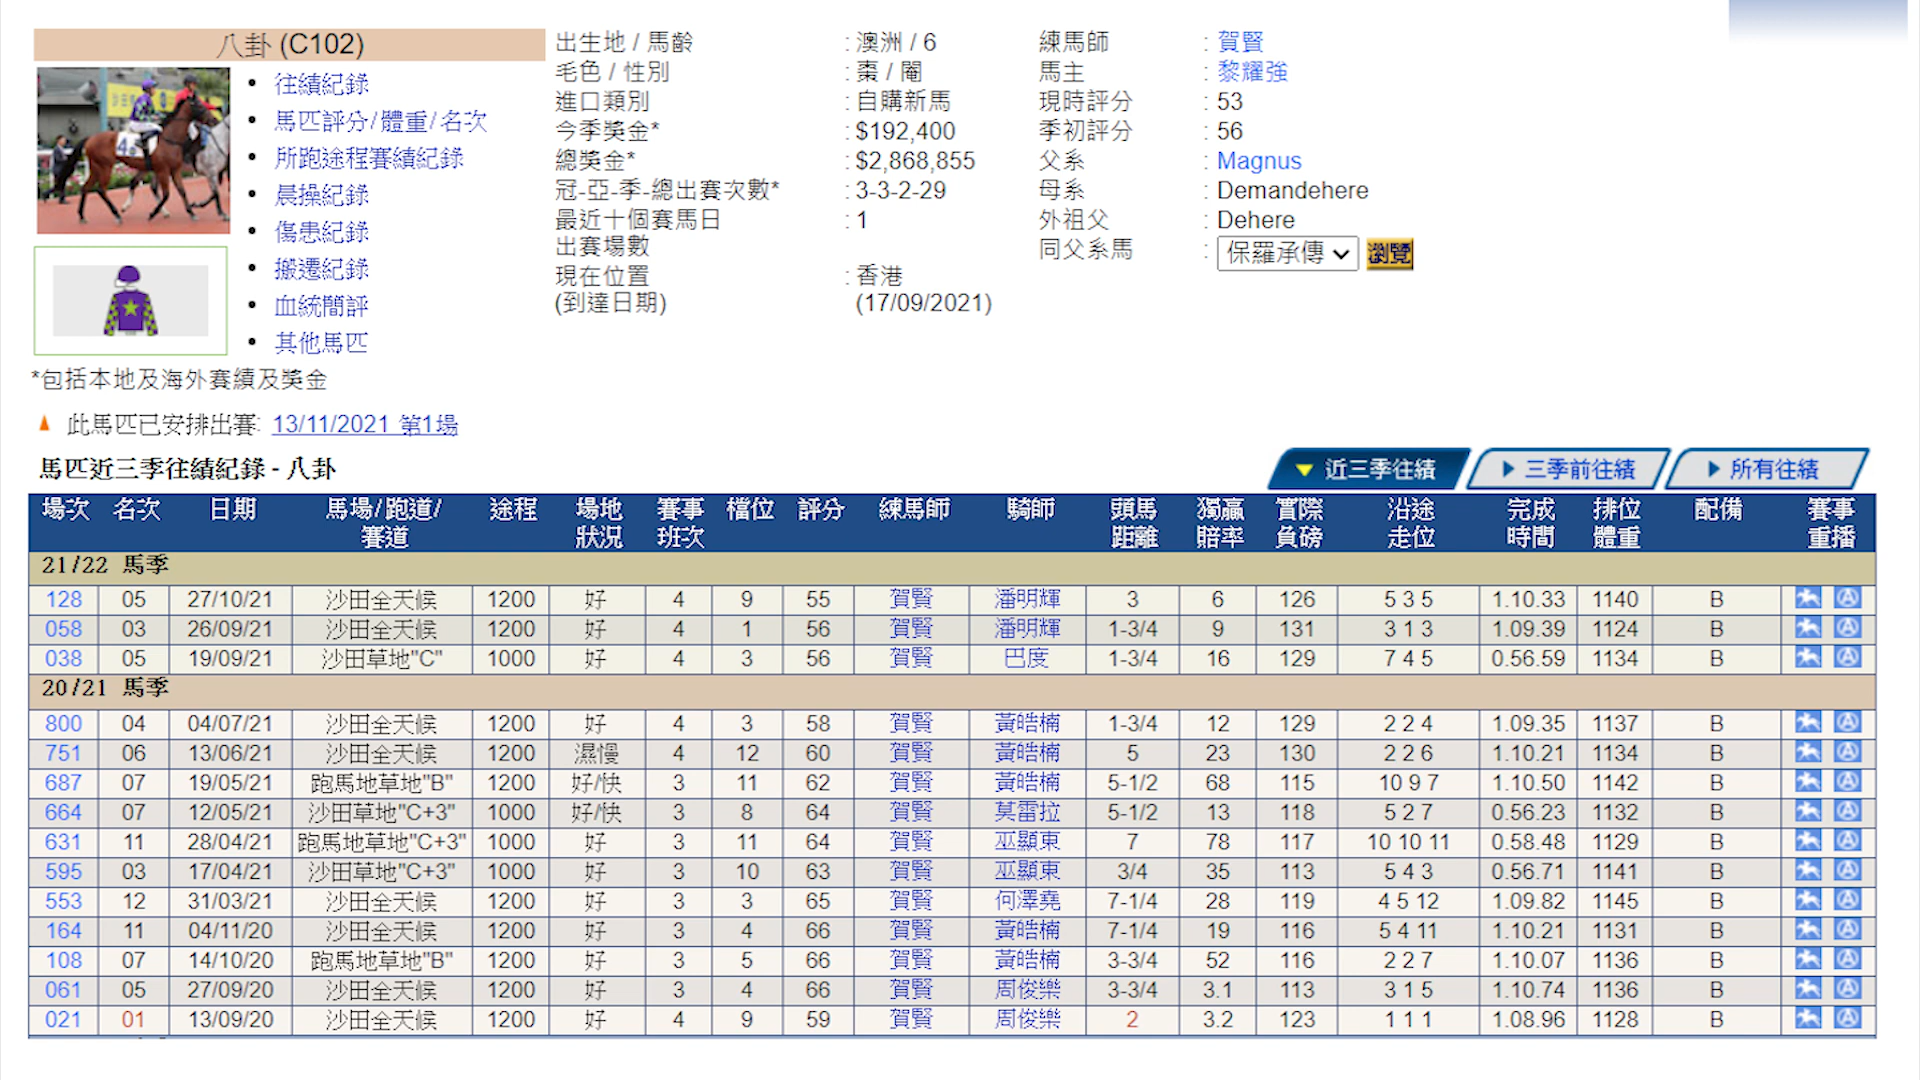 八卦 (C102)
往績紀錄
馬匹評分/體重/名次
所跑途程賽績紀錄
晨操紀錄
傷患紀錄
搬遷紀錄
血統簡評
其他馬匹
出生地 / 馬齡 : 澳洲 / 6
毛色 / 性別 : 棗 / 閹
進口類別 : 自購新馬
今季獎金* : $192,400
總獎金* : $2,868,855
冠-亞-季-總出賽次數* : 3-3-2-29
最近十個賽馬日 : 1
出賽場數
現在位置 : 香港
(到達日期) (17/09/2021)
練馬師 : 賀賢
馬主 : 黎耀強
現時評分 : 53
季初評分 : 56
父系 : Magnus
母系 : Demandehere
外祖父 : Dehere
同父系馬 : 保羅承傳 瀏覽
*包括本地及海外賽績及獎金
此馬匹已安排出賽: 13/11/2021 第1場
馬匹近三季往績紀錄 - 八卦
近三季往績 三季前往績 所有往績
場次 名次 日期 馬場/跑道/ 途程 場地 賽事 檔位 評分 練馬師 騎師 頭馬 獨贏 實際 沿途 完成 排位 配備 賽事
賽道 狀況 班次 距離 賠率 負磅 走位 時間 體重 重播
21/22 馬季
128 05 27/10/21 沙田全天候 1200 好 4 9 55 賀賢 潘明輝 3 6 126 5 3 5 1.10.33 1140 B
058 03 26/09/21 沙田全天候 1200 好 4 1 56 賀賢 潘明輝 1-3/4 9 131 3 1 3 1.09.39 1124 B
038 05 19/09/21 沙田草地"C" 1000 好 4 3 56 賀賢 巴度 1-3/4 16 129 7 4 5 0.56.59 1134 B
20/21 馬季
800 04 04/07/21 沙田全天候 1200 好 4 3 58 賀賢 黃皓楠 1-3/4 12 129 2 2 4 1.09.35 1137 B
751 06 13/06/21 沙田全天候 1200 濕慢 4 12 60 賀賢 黃皓楠 5 23 130 2 2 6 1.10.21 1134 B
687 07 19/05/21 跑馬地草地"B" 1200 好/快 3 11 62 賀賢 黃皓楠 5-1/2 68 115 10 9 7 1.10.50 1142 B
664 07 12/05/21 沙田草地"C+3" 1000 好/快 3 8 64 賀賢 莫雷拉 5-1/2 13 118 5 2 7 0.56.23 1132 B
631 11 28/04/21 跑馬地草地"C+3" 1000 好 3 11 64 賀賢 巫顯東 7 78 117 10 10 11 0.58.48 1129 B
595 03 17/04/21 沙田草地"C+3" 1000 好 3 10 63 賀賢 巫顯東 3/4 35 113 5 4 3 0.56.71 1141 B
553 12 31/03/21 沙田全天候 1200 好 3 3 65 賀賢 何澤堯 7-1/4 28 119 4 5 12 1.09.82 1145 B
164 11 04/11/20 沙田全天候 1200 好 3 4 66 賀賢 黃皓楠 7-1/4 19 116 5 4 11 1.10.21 1131 B
108 07 14/10/20 跑馬地草地"B" 1200 好 3 5 66 賀賢 黃皓楠 3-3/4 52 116 2 2 7 1.10.07 1136 B
061 05 27/09/20 沙田全天候 1200 好 3 4 66 賀賢 周俊樂 3-3/4 3.1 113 3 1 5 1.10.74 1136 B
021 01 13/09/20 沙田全天候 1200 好 4 9 59 賀賢 周俊樂 2 3.2 123 1 1 1 1.08.96 1128 B